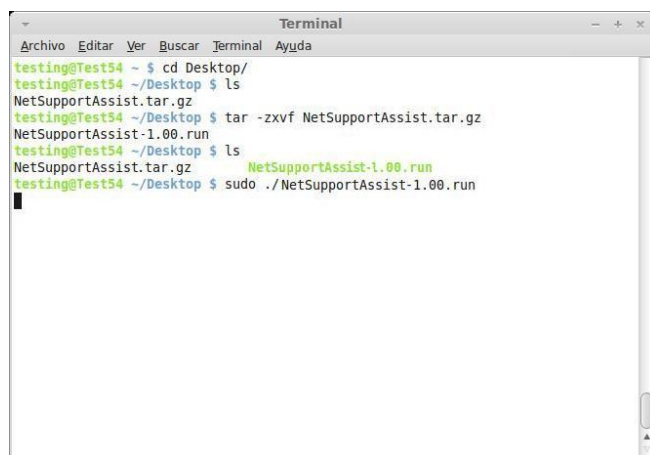 Terminal
Archivo Editar Ver Buscar Terminal Ayuda
testing@Test54 ~ $ cd Desktop/
testing@Test54 ~/Desktop $ ls
NetSupportAssist.tar.gz
testing@Test54 ~/Desktop $ tar -zxvf NetSupportAssist.tar.gz
NetSupportAssist-1.00.run
testing@Test54 ~/Desktop $ ls
NetSupportAssist.tar.gz NetSupportAssist-1.00.run
testing@Test54 ~/Desktop $ sudo ./NetSupportAssist-1.00.run